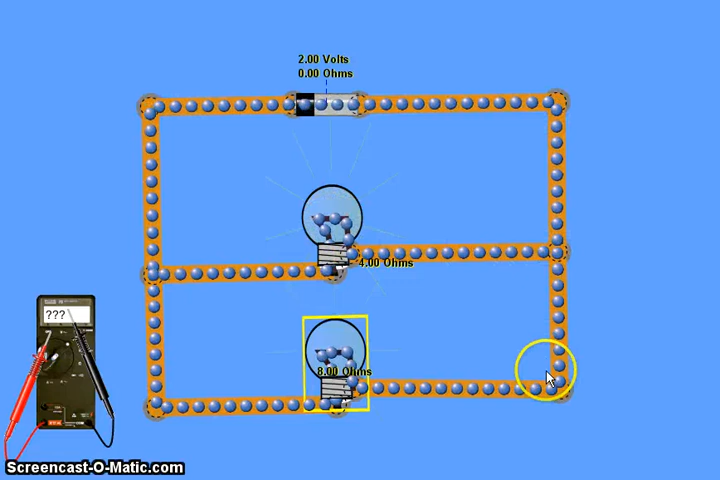 2.00 Volts
0.00 Ohms
4.00 Ohms
8.00 Ohms
???
Screencast-O-Matic.com